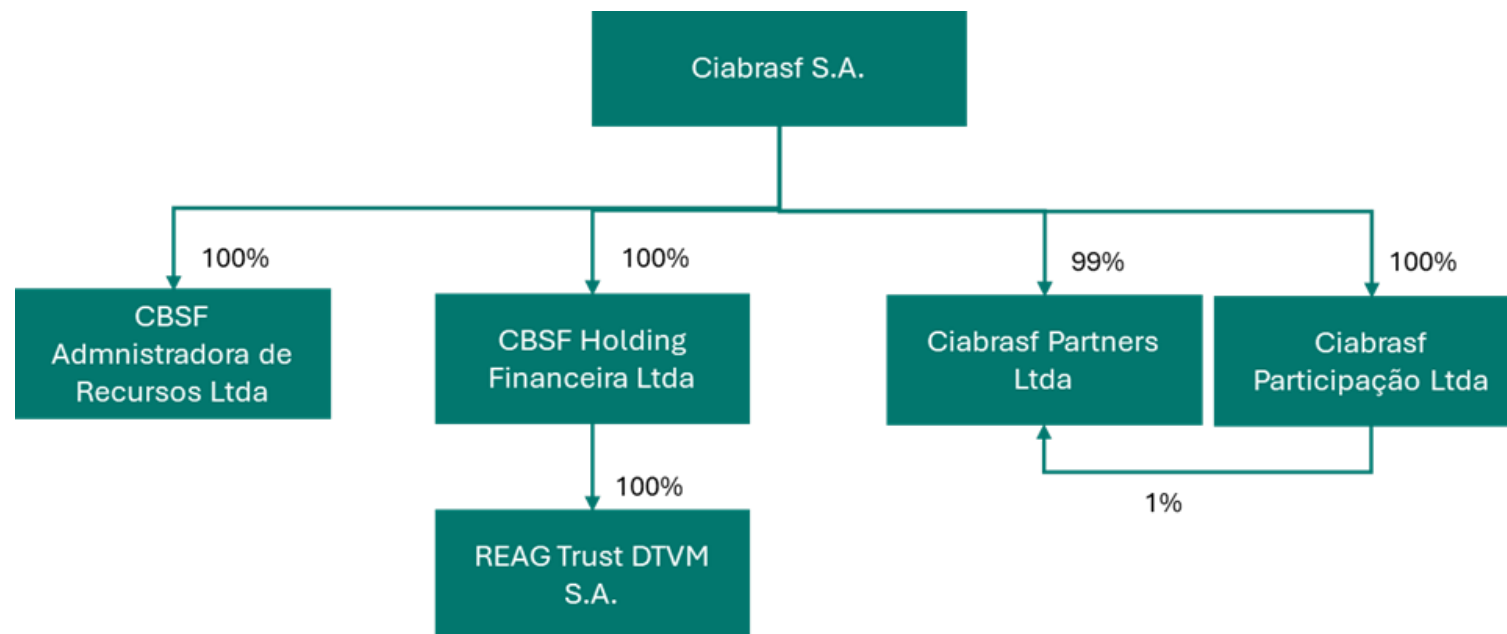 Ciabrasf S.A.
100%
100%
99%
100%
CBSF
Admnistradora de
Recursos Ltda
CBSF Holding
Financeira Ltda
Ciabrasf Partners
Ltda
Ciabrasf
Participação Ltda
100%
1%
REAG Trust DTVM
S.A.